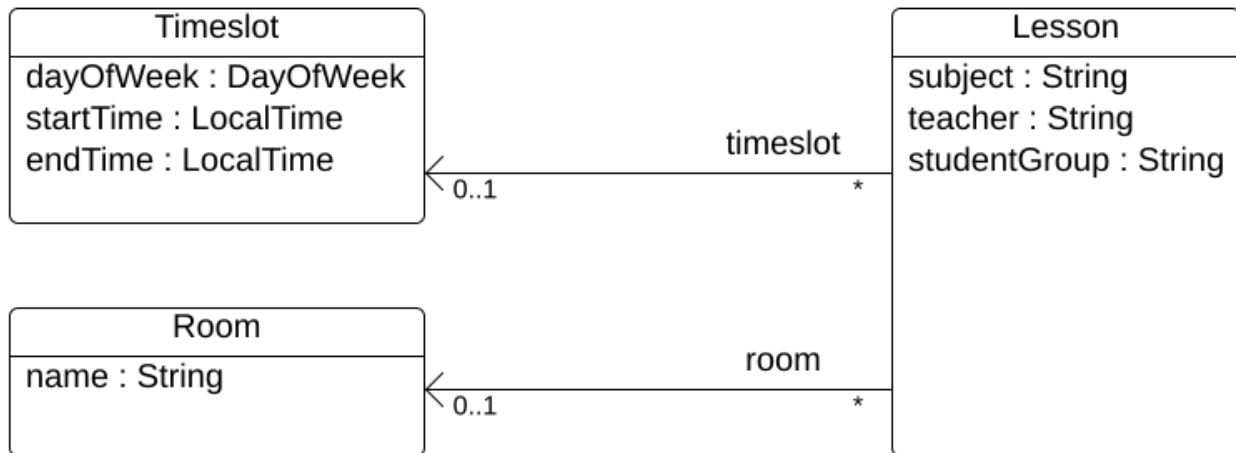 Timeslot
dayOfWeek : DayOfWeek
startTime : LocalTime
endTime : LocalTime
Lesson
subject : String
teacher : String
studentGroup : String
timeslot
0..1
*
Room
name : String
room
0..1
*